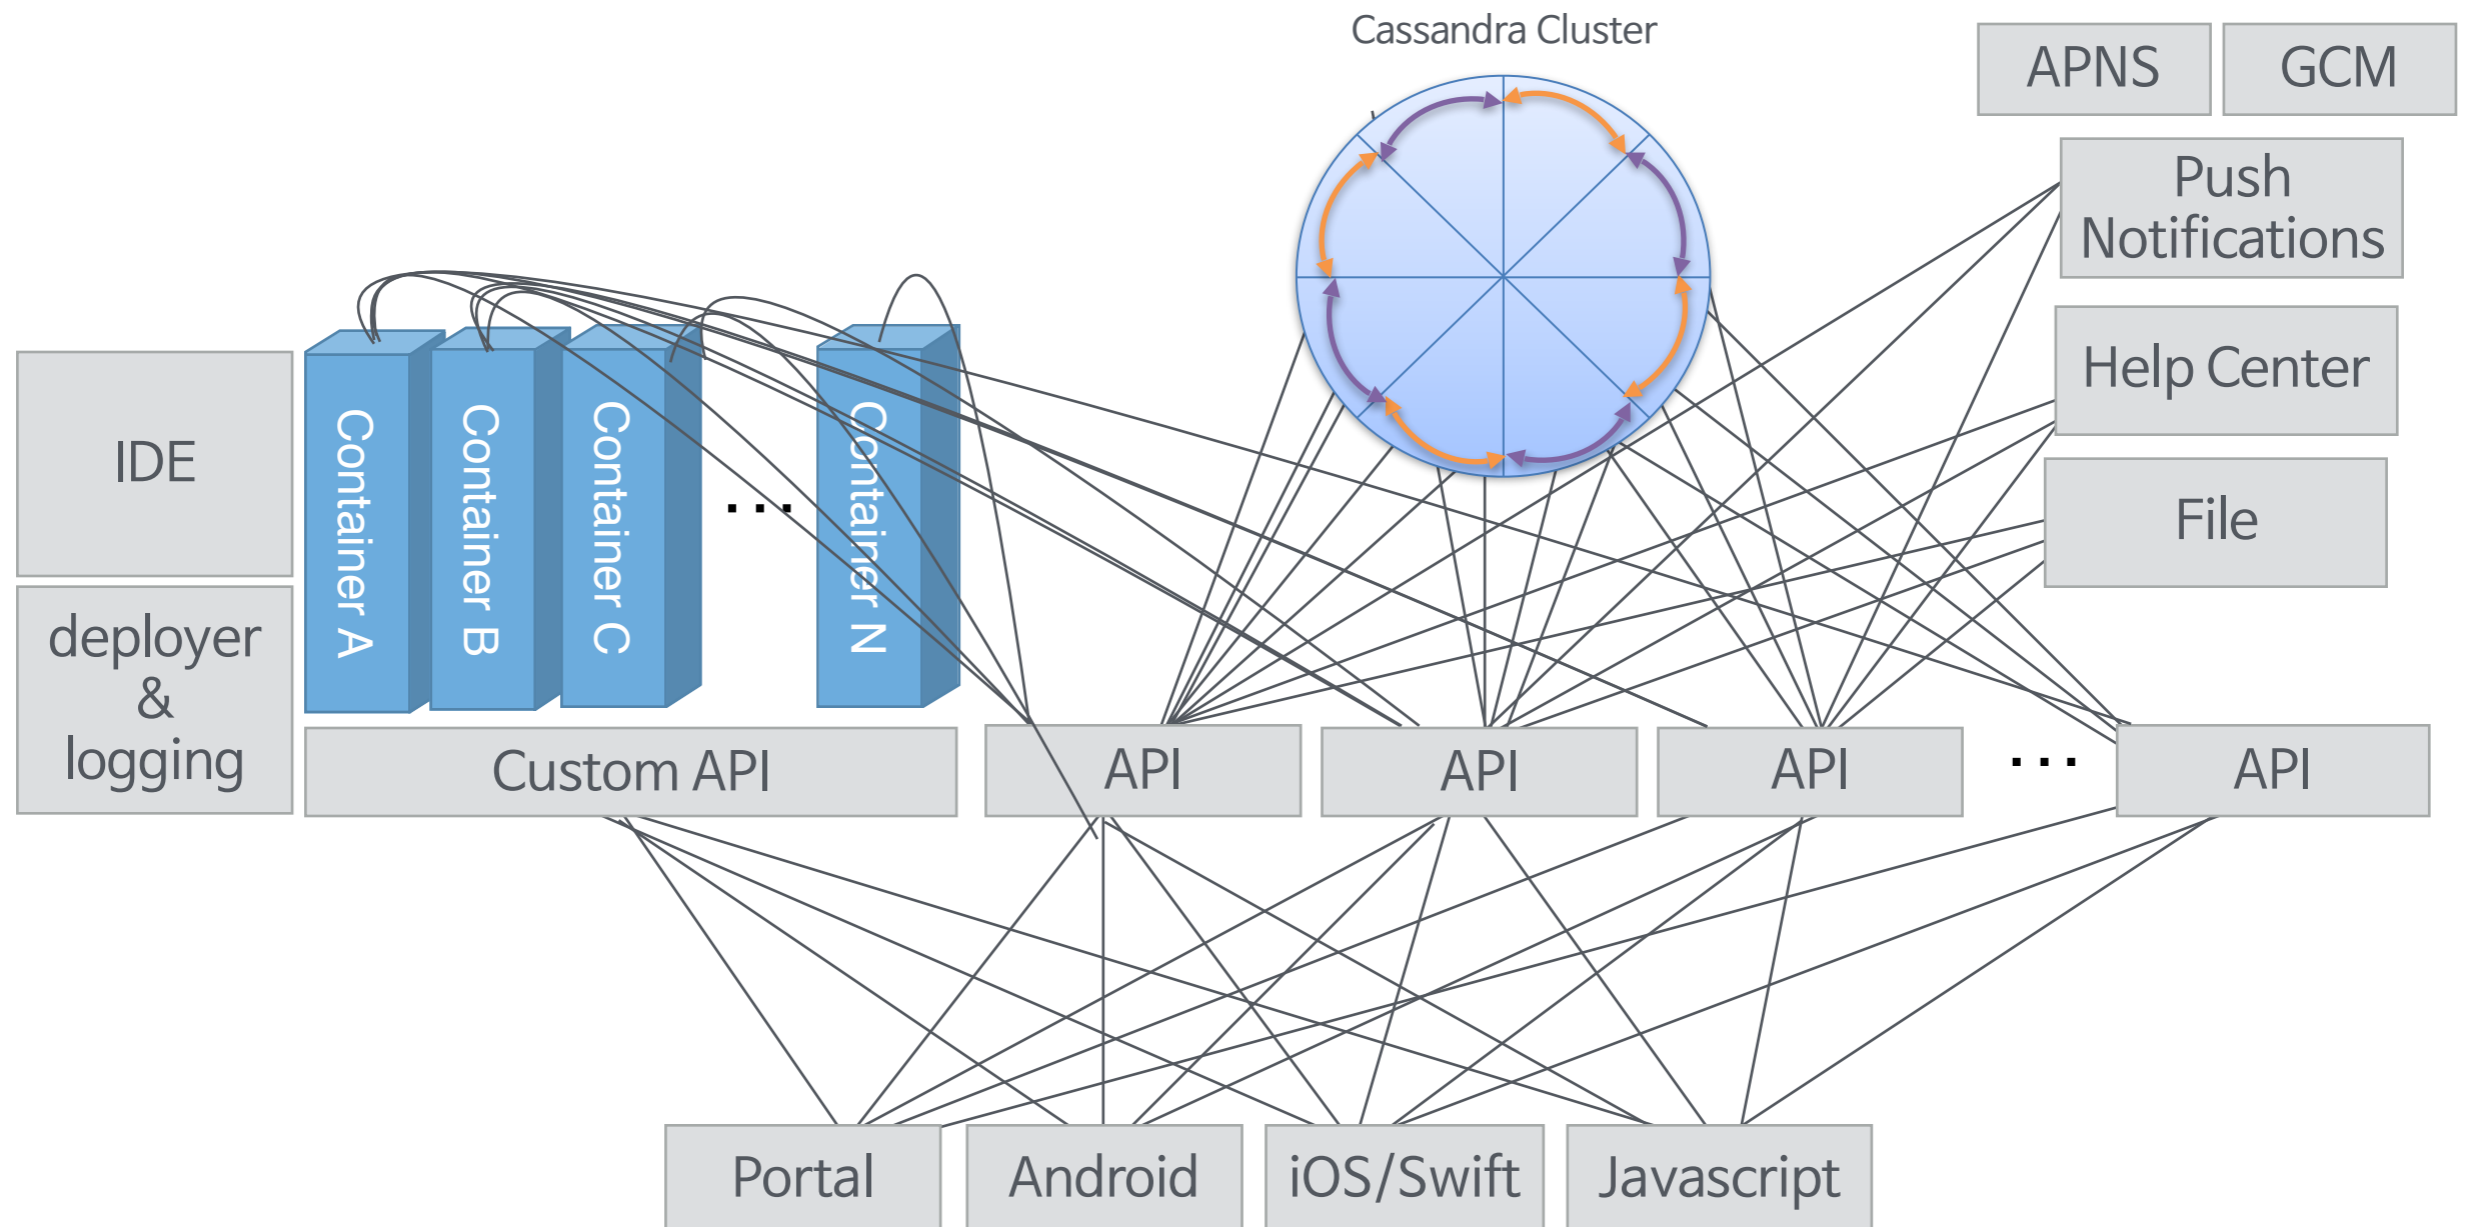 Cassandra Cluster
APNS
GCM
Push
Notifications
Help Center
File
IDE
deployer
&
logging
Container A
Container B
Container C
...
Container N
Custom API
API
API
API
...
API
Portal
Android
iOS/Swift
Javascript